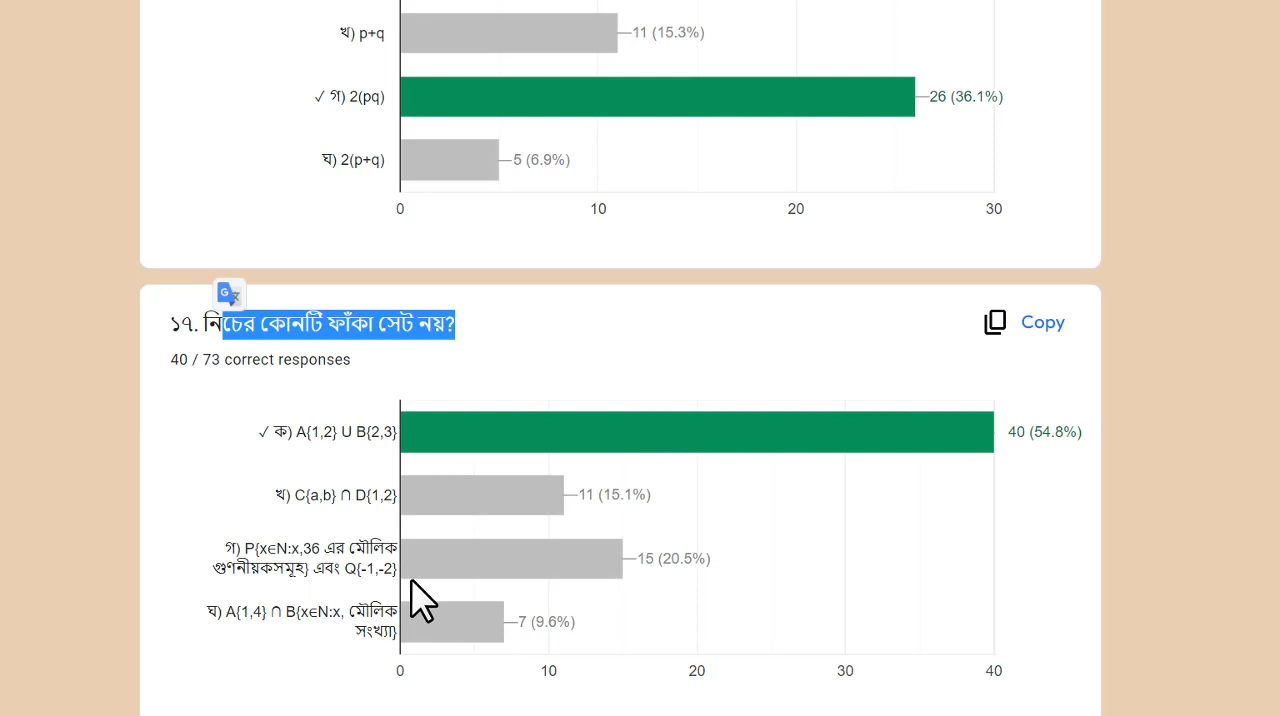 খ) p+q
11 (15.3%)
✓ গ) 2(pq)
26 (36.1%)
ঘ) 2(p+q)
5 (6.9%)
0 10 20 30
১৭. নিচের কোনটি ফাঁকা সেট নয়?
Copy
40 / 73 correct responses
✓ ক) A{1,2} U B{2,3}
40 (54.8%)
খ) C{a,b} ∩ D{1,2}
11 (15.1%)
গ) P{x∈N:x,36 এর মৌলিক
গুণনীয়কসমূহ} এবং Q{-1,-2}
15 (20.5%)
ঘ) A{1,4} ∩ B{x∈N:x, মৌলিক
সংখ্যা}
7 (9.6%)
0 10 20 30 40